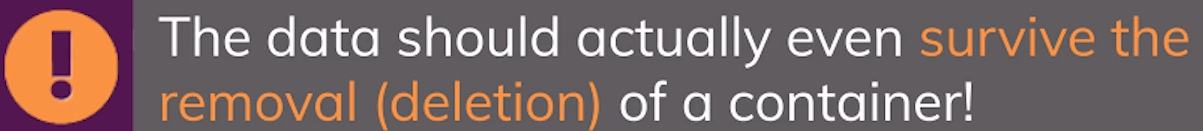 The data should actually even survive the
removal (deletion) of a container!